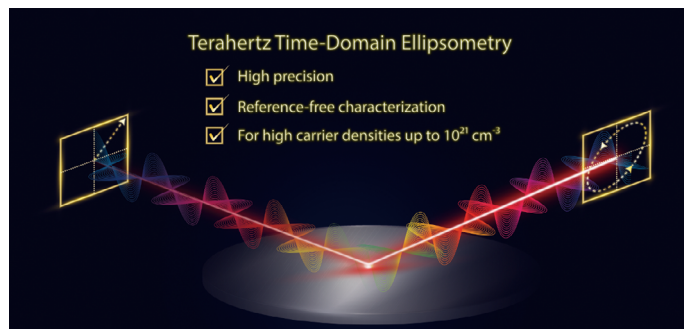 Terahertz Time-Domain Ellipsometry
High precision
Reference-free characterization
For high carrier densities up to 10²¹ cm⁻³